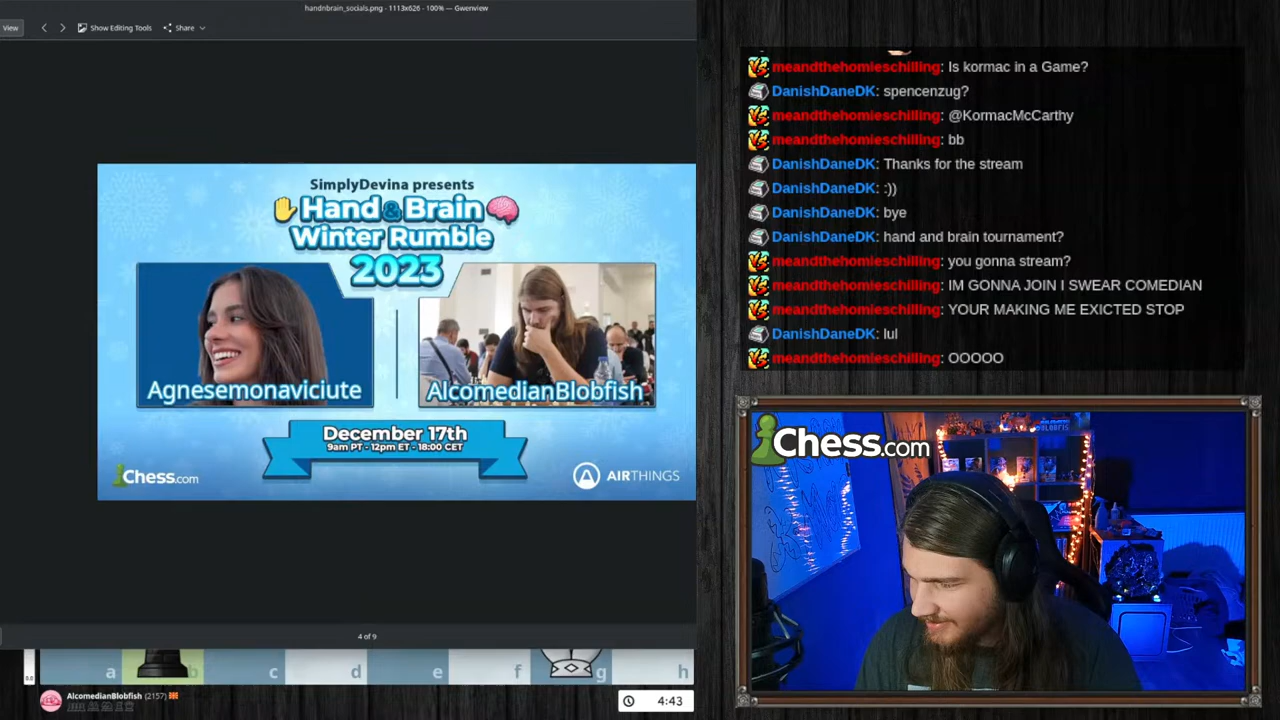 handnbrain_socials.png - 1113x626 - 100% — Gwenview
View
Show Editing Tools
Share
SimplyDevina presents
Hand & Brain
Winter Rumble
2023
Agnesemonaviciute
AlcomedianBlobfish
December 17th
9am PT - 12pm ET - 18:00 CET
Chess.com
AIRTHINGS
4 of 9
a b c d e f g h
AlcomedianBlobfish (2157)
4:43
meandthehomieschilling: Is kormac in a Game?
DanishDaneDK: spencenzug?
meandthehomieschilling: @KormacMcCarthy
meandthehomieschilling: bb
DanishDaneDK: Thanks for the stream
DanishDaneDK: :))
DanishDaneDK: bye
DanishDaneDK: hand and brain tournament?
meandthehomieschilling: you gonna stream?
meandthehomieschilling: IM GONNA JOIN I SWEAR COMEDIAN
meandthehomieschilling: YOUR MAKING ME EXICTED STOP
DanishDaneDK: lul
meandthehomieschilling: OOOOO
Chess.com